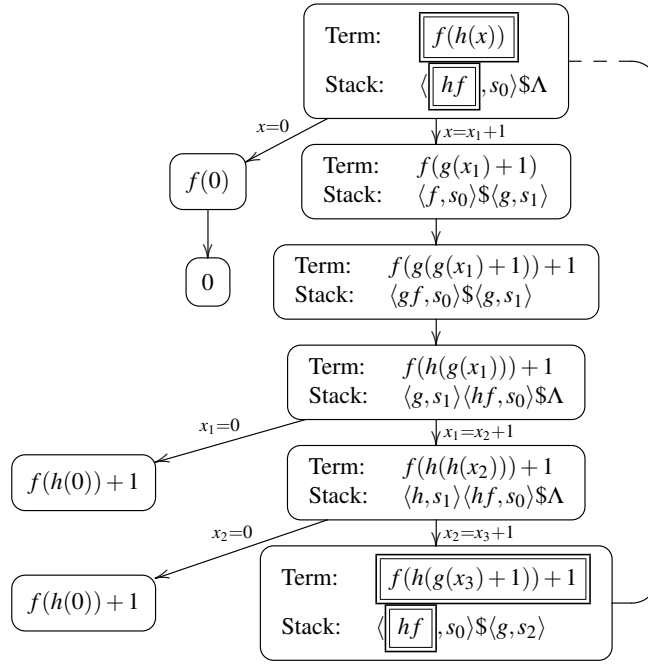 Term: f(h(x))
Stack: ⟨hf, s₀⟩$Λ
x=0
x=x₁+1
f(0)
Term: f(g(x₁)+1)
Stack: ⟨f, s₀⟩$⟨g, s₁⟩
0
Term: f(g(g(x₁)+1))+1
Stack: ⟨gf, s₀⟩$⟨g, s₁⟩
Term: f(h(g(x₁)))+1
Stack: ⟨g, s₁⟩⟨hf, s₀⟩$Λ
x₁=0
x₁=x₂+1
f(h(0))+1
Term: f(h(h(x₂)))+1
Stack: ⟨h, s₁⟩⟨hf, s₀⟩$Λ
x₂=0
x₂=x₃+1
f(h(0))+1
Term: f(h(g(x₃)+1))+1
Stack: ⟨hf, s₀⟩$⟨g, s₂⟩